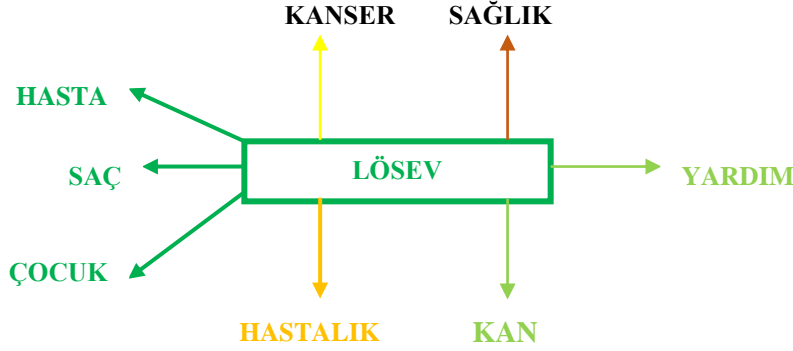 KANSER SAĞLIK
HASTA
SAÇ LÖSEV YARDIM
ÇOCUK
HASTALIK KAN